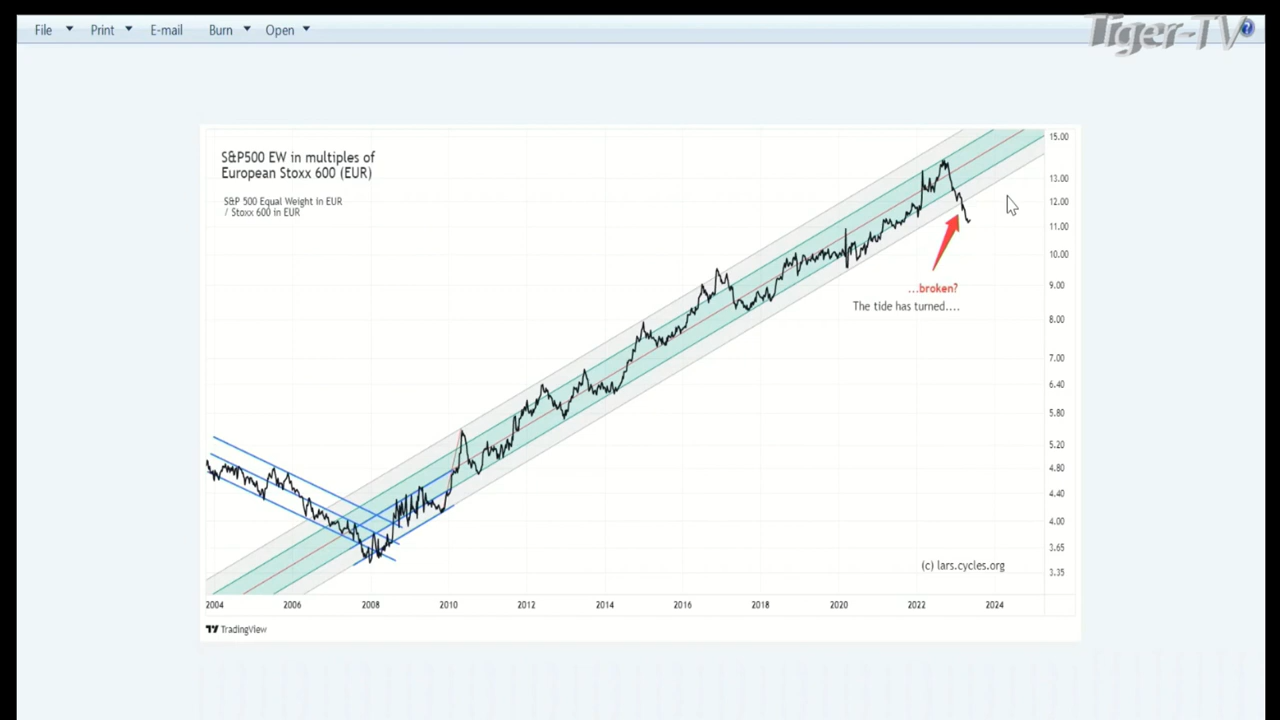 File Print E-mail Burn Open
Tiger-TV
S&P500 EW in multiples of
European Stoxx 600 (EUR)
S&P 500 Equal Weight in EUR
/ Stoxx 600 in EUR
15.00
13.00
12.00
11.00
10.00
9.00
8.00
7.00
6.40
5.80
5.20
4.80
4.40
4.00
3.65
3.35
...broken?
The tide has turned....
(c) lars.cycles.org
2004 2006 2008 2010 2012 2014 2016 2018 2020 2022 2024
TradingView